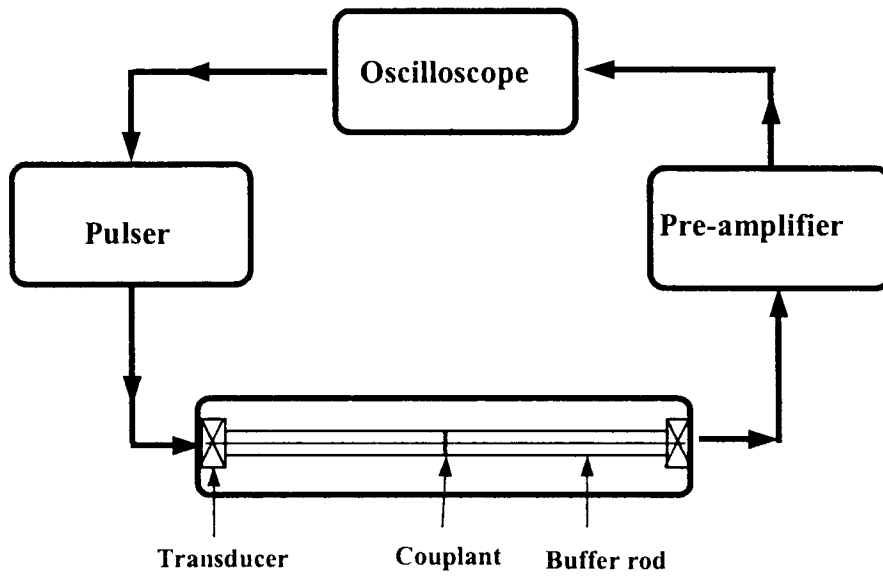 Oscilloscope
Pulser
Pre-amplifier
Transducer
Couplant
Buffer rod